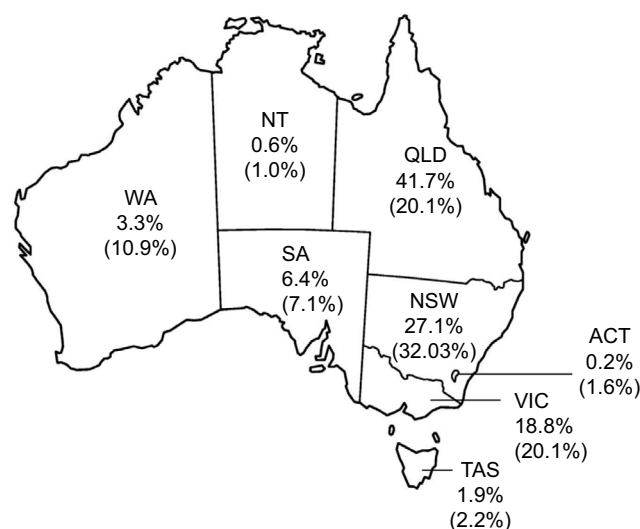 NT
0.6%
(1.0%)
QLD
41.7%
(20.1%)
WA
3.3%
(10.9%)
SA
6.4%
(7.1%)
NSW
27.1%
(32.03%)
ACT
0.2%
(1.6%)
VIC
18.8%
(20.1%)
TAS
1.9%
(2.2%)